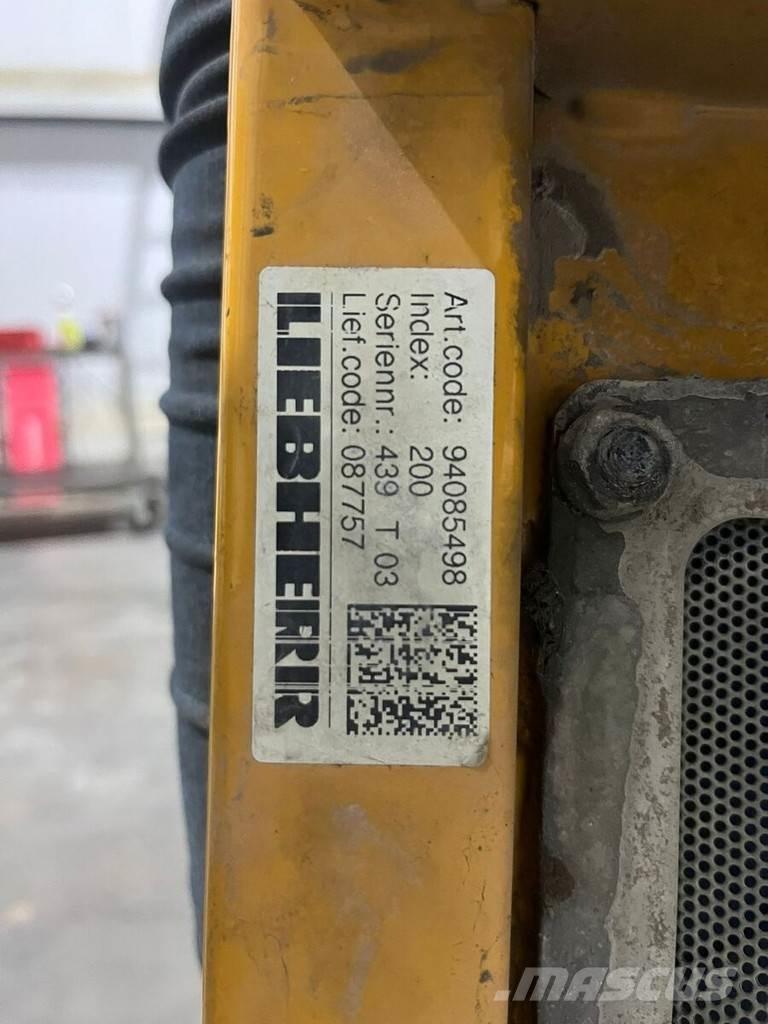 Art.code: 94085498
Index: 200
Seriennr.: 439 T 03
Lief.code: 087757
LIEBHERR
MASCUS